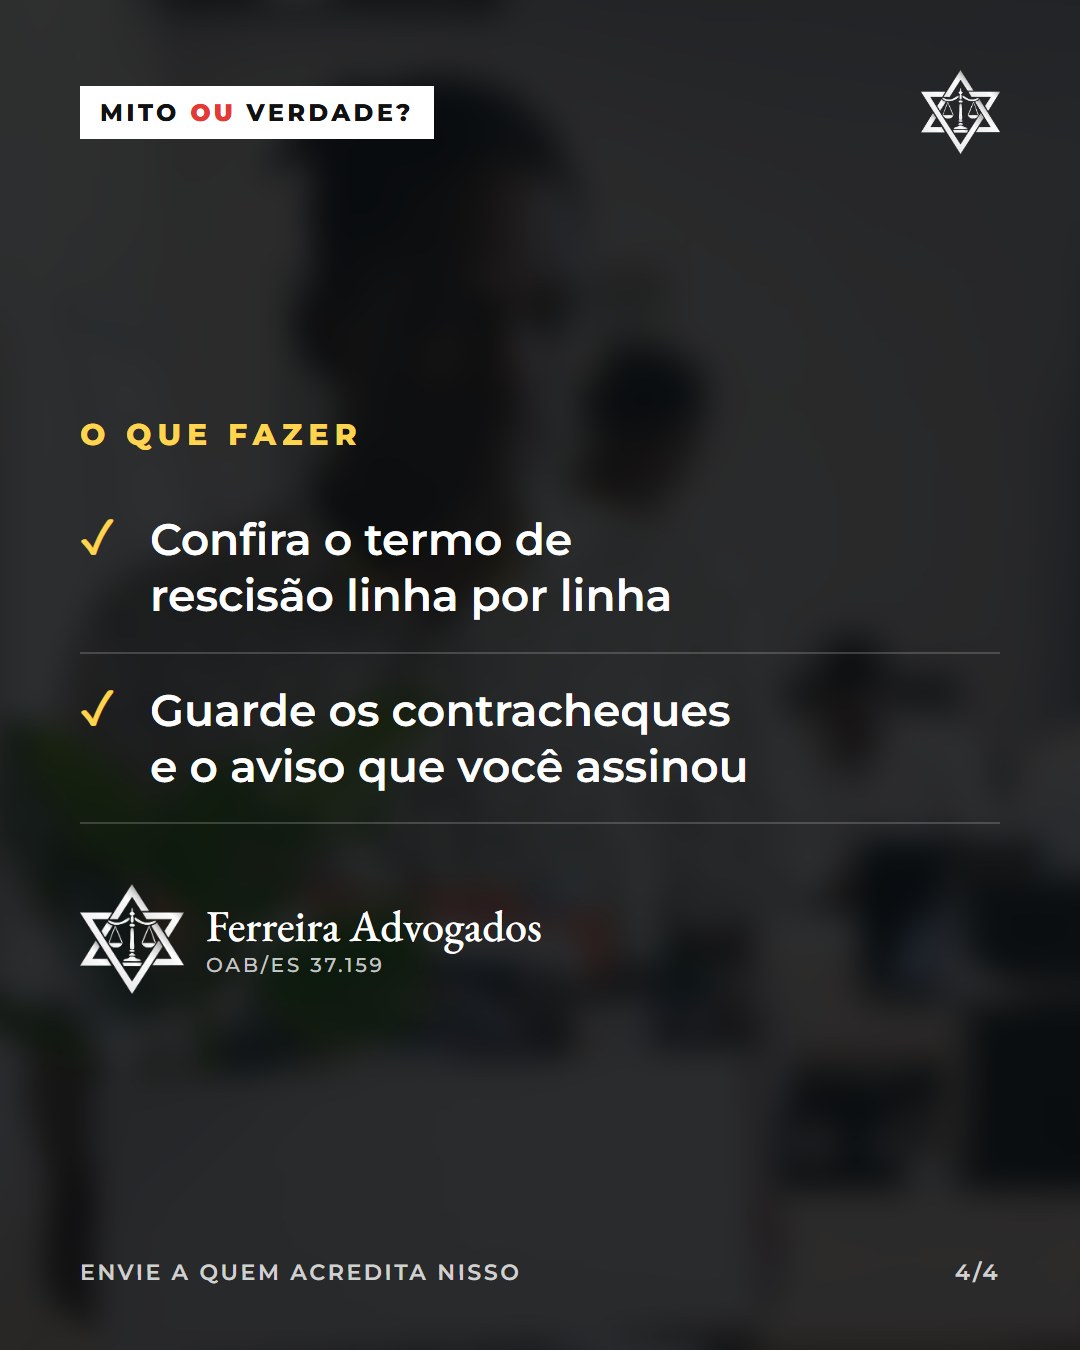 MITO OU VERDADE?
O QUE FAZER
✓ Confira o termo de
rescisão linha por linha
✓ Guarde os contracheques
e o aviso que você assinou
Ferreira Advogados
OAB/ES 37.159
ENVIE A QUEM ACREDITA NISSO
4/4